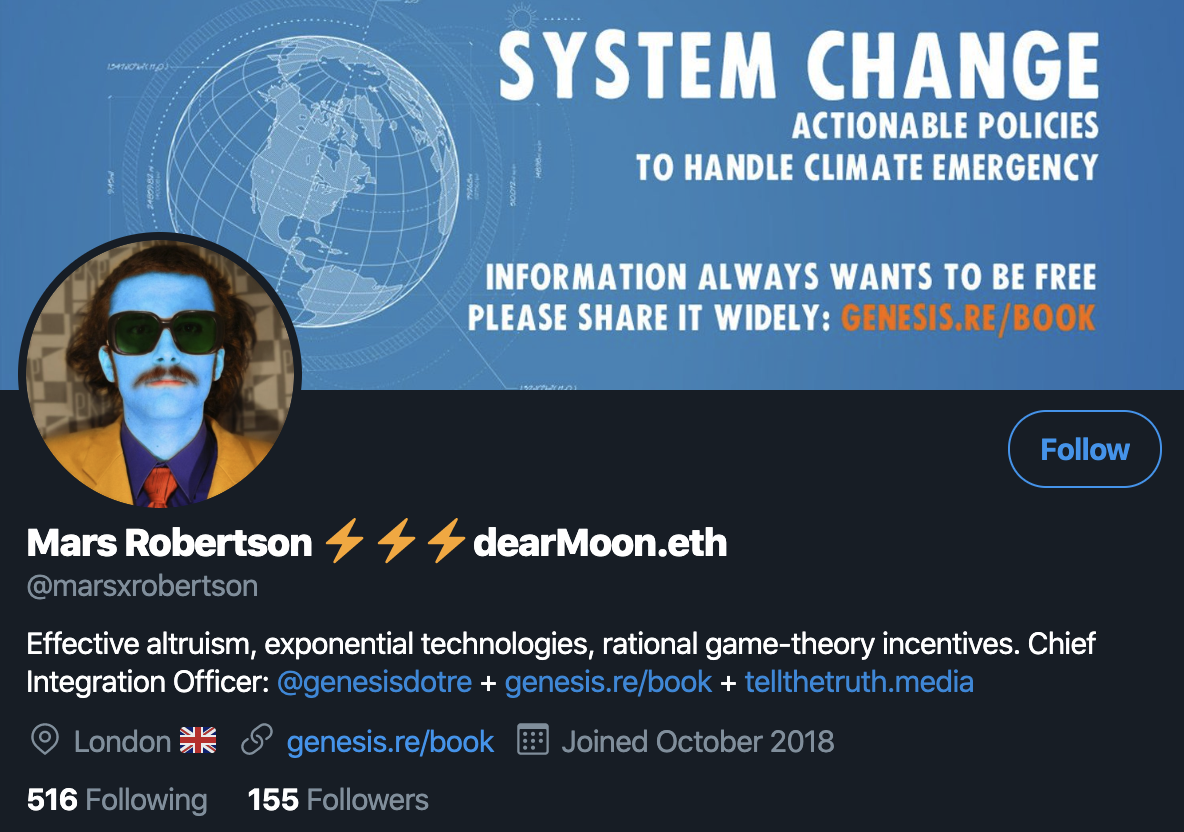 SYSTEM CHANGE
ACTIONABLE POLICIES
TO HANDLE CLIMATE EMERGENCY
INFORMATION ALWAYS WANTS TO BE FREE
PLEASE SHARE IT WIDELY: GENESIS.RE/BOOK
Follow
Mars Robertson ⚡⚡⚡dearMoon.eth
@marsxrobertson
Effective altruism, exponential technologies, rational game-theory incentives. Chief
Integration Officer: @genesisdotre + genesis.re/book + tellthetruth.media
London 🇬🇧 genesis.re/book Joined October 2018
516 Following 155 Followers